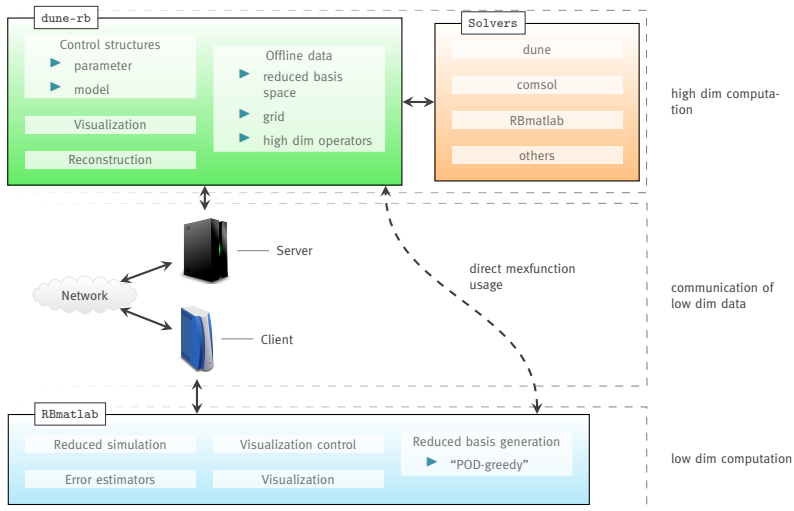 dune-rb
Control structures
parameter
model
Visualization
Reconstruction
Offline data
reduced basis
space
grid
high dim operators
Solvers
dune
comsol
RBmatlab
others
high dim computa-
tion
Server
Network
Client
direct mexfunction
usage
communication of
low dim data
RBmatlab
Reduced simulation
Error estimators
Visualization control
Visualization
Reduced basis generation
“POD-greedy”
low dim computation